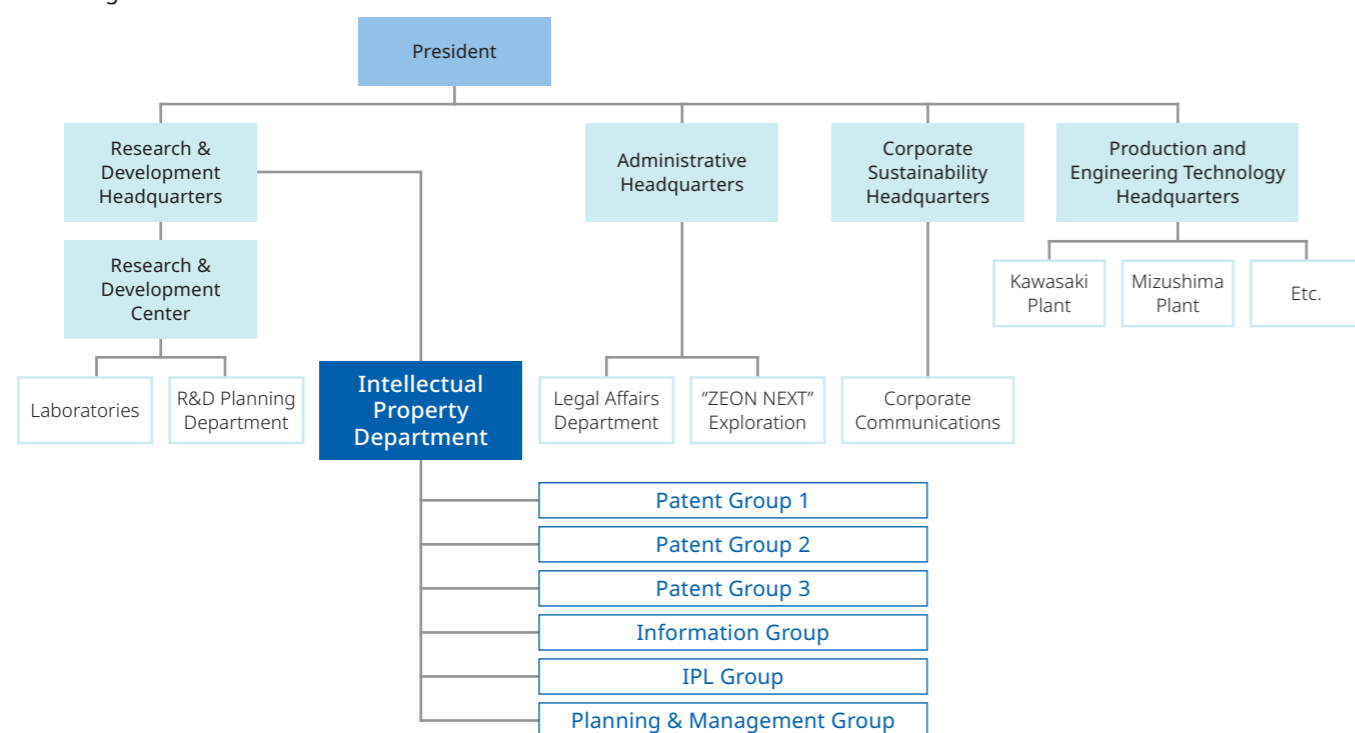 President
Research &
Development
Headquarters
Administrative
Headquarters
Corporate
Sustainability
Headquarters
Production and
Engineering Technology
Headquarters
Research &
Development
Center
Kawasaki
Plant
Mizushima
Plant
Etc.
Laboratories
R&D Planning
Department
Intellectual
Property
Department
Legal Affairs
Department
“ZEON NEXT”
Exploration
Corporate
Communications
Patent Group 1
Patent Group 2
Patent Group 3
Information Group
IPL Group
Planning & Management Group